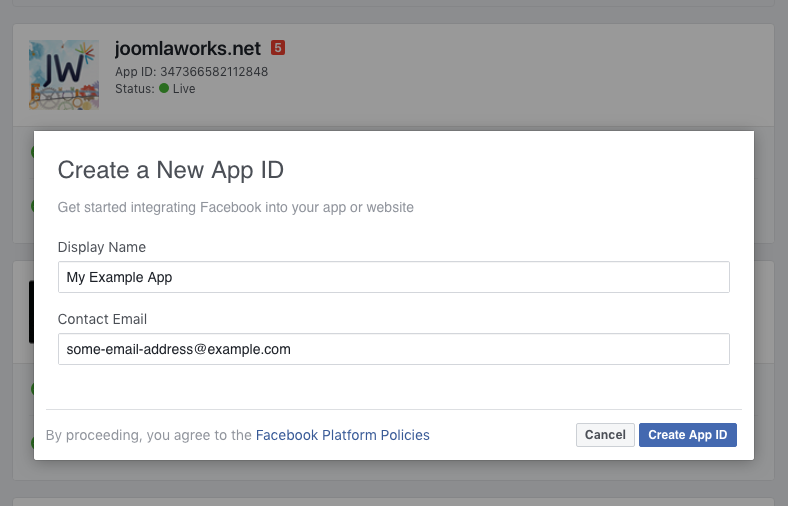 joomlaworks.net 5
JW
App ID: 347366582112848
Status: Live
Create a New App ID
Get started integrating Facebook into your app or website
Display Name
My Example App
Contact Email
some-email-address@example.com
By proceeding, you agree to the Facebook Platform Policies
Cancel Create App ID